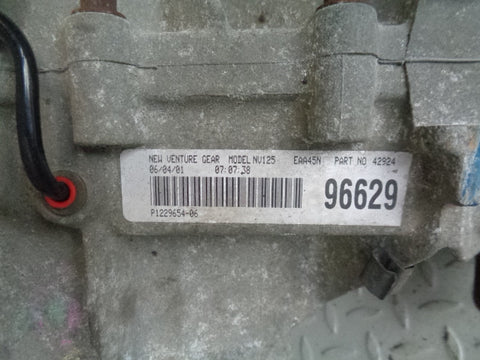 NEW VENTURE GEAR MODEL NV125 EAA45N PART NO 42924
06/04/01 07:07:38
96629
P1229654-06